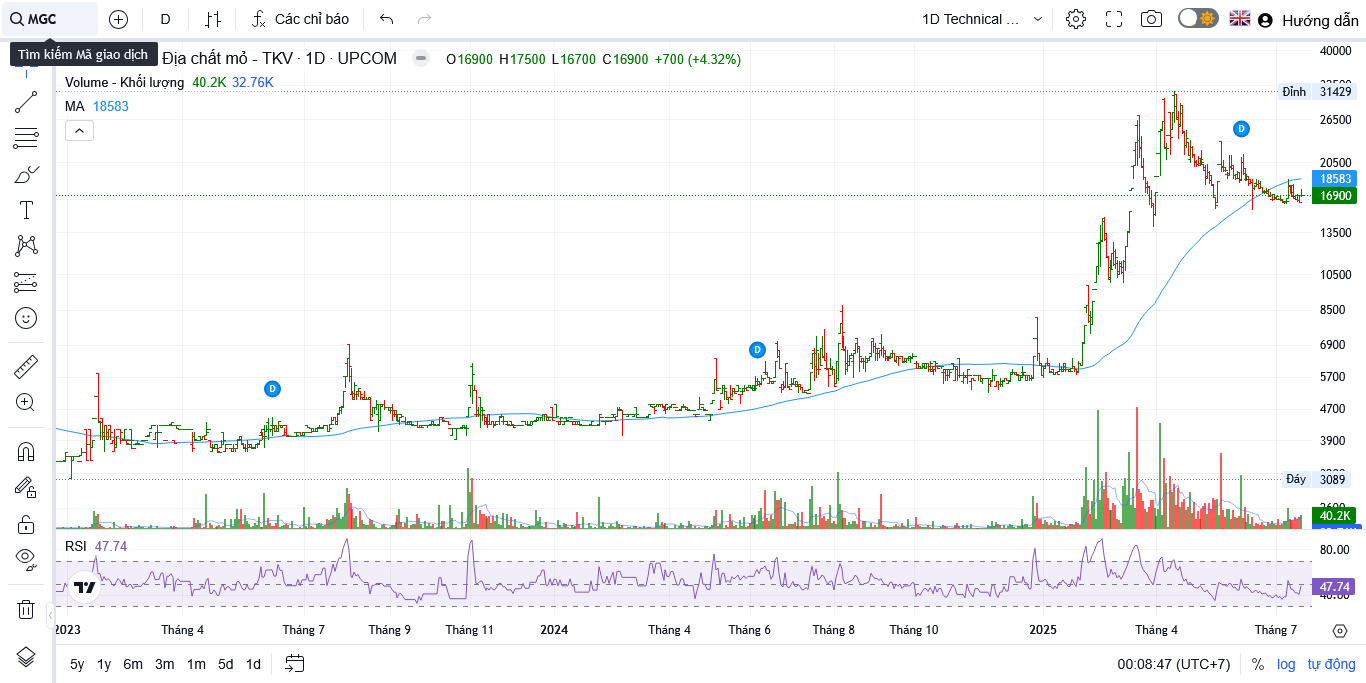 MGC
D
Các chỉ báo
1D Technical ...
Hướng dẫn
Tìm kiếm Mã giao dịch
Địa chất mỏ - TKV · 1D · UPCOM
O16900 H17500 L16700 C16900 +700 (+4.32%)
Volume - Khối lượng 40.2K 32.76K
MA 18583
40000
Đỉnh 31429
26500
D
20500
18583
16900
13500
10500
8500
6900
D
5700
D
4700
3900
Đáy 3089
40.2K
RSI 47.74
80.00
47.74
40.00
2023 Tháng 4 Tháng 7 Tháng 9 Tháng 11 2024 Tháng 4 Tháng 6 Tháng 8 Tháng 10 2025 Tháng 4 Tháng 7
5y 1y 6m 3m 1m 5d 1d
00:08:47 (UTC+7) % log tự động